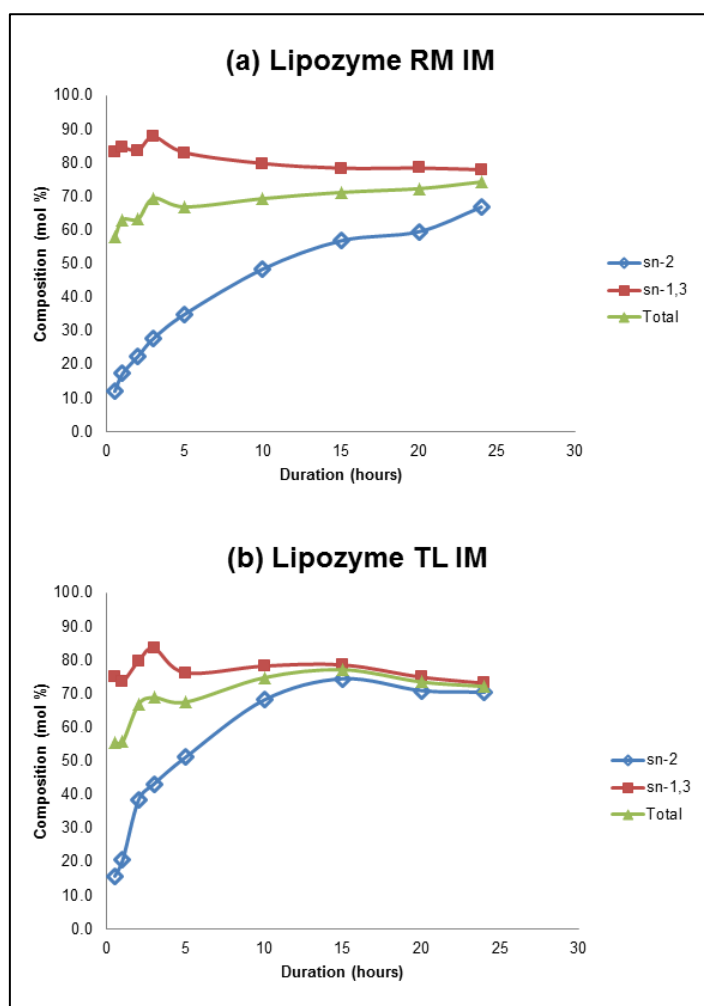 (a) Lipozyme RM IM
100.0
90.0
80.0
70.0
60.0
50.0
40.0
30.0
20.0
10.0
0.0
Composition (mol %)
0 5 10 15 20 25 30
Duration (hours)
sn-2
sn-1,3
Total
(b) Lipozyme TL IM
100.0
90.0
80.0
70.0
60.0
50.0
40.0
30.0
20.0
10.0
0.0
Composition (mol %)
0 5 10 15 20 25 30
Duration (hours)
sn-2
sn-1,3
Total